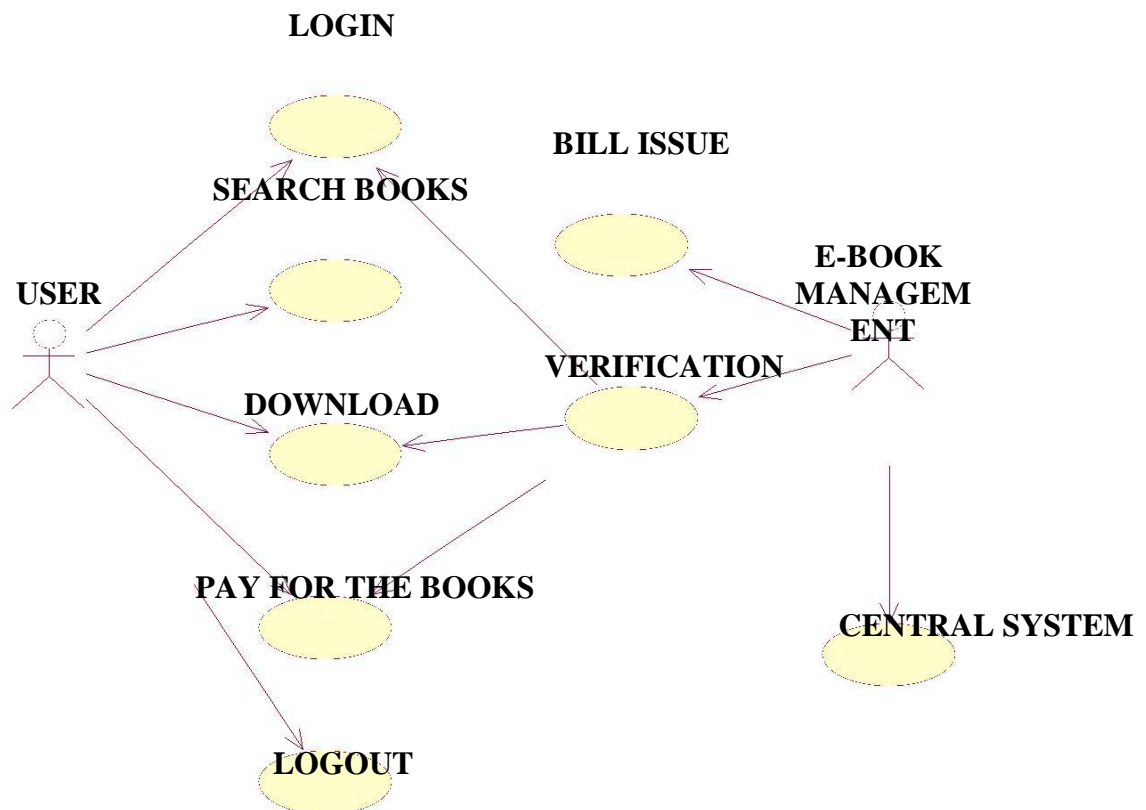 LOGIN
BILL ISSUE
SEARCH BOOKS
E-BOOK
MANAGEM
ENT
USER
VERIFICATION
DOWNLOAD
PAY FOR THE BOOKS
CENTRAL SYSTEM
LOGOUT